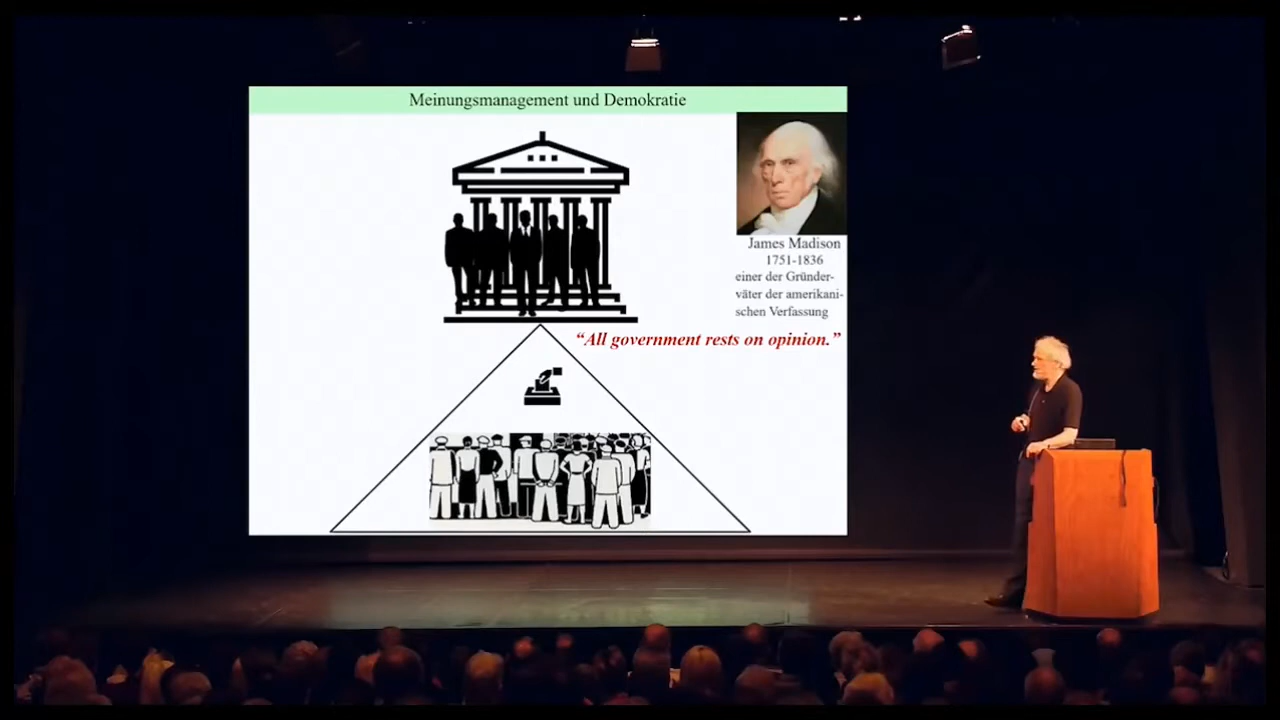 Meinungsmanagement und Demokratie
James Madison
1751-1836
einer der Gründer-
väter der amerikani-
schen Verfassung
“All government rests on opinion.”